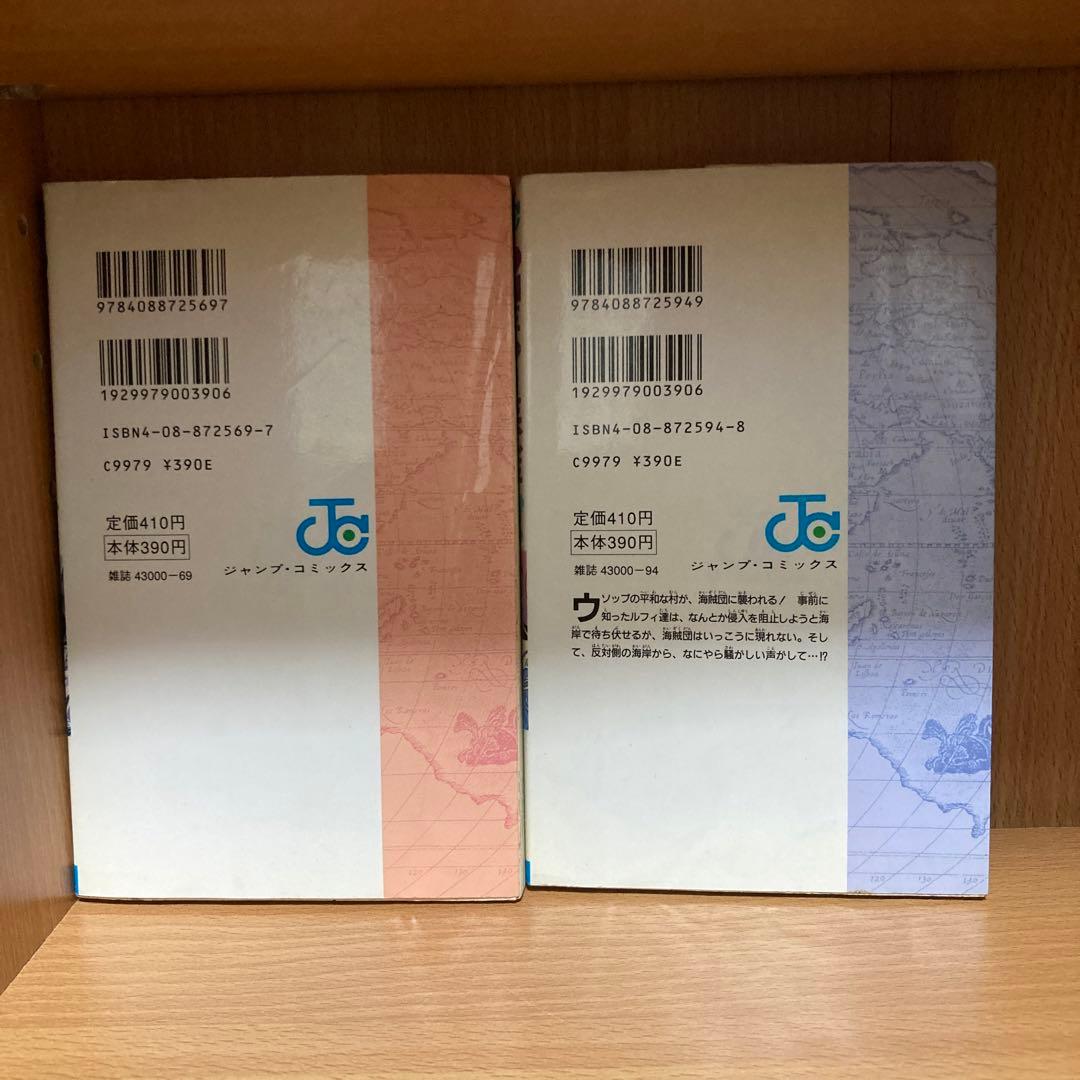 9784088725697
1929979003906
ISBN4-08-872569-7
C9979 ¥390E
定価410円
本体390円
雑誌 43000-69
JC
ジャンプ・コミックス
9784088725949
1929979003906
ISBN4-08-872594-8
C9979 ¥390E
定価410円
本体390円
雑誌 43000-94
JC
ジャンプ・コミックス
ウソップの平和な村が、海賊団に襲われる! 事前に
知ったルフィ達は、なんとか侵入を阻止しようと海
岸で待ち伏せるが、海賊団はいっこうに現れない。そし
て、反対側の海岸から、なにやら騒がしい声がして…!?
120
130
120
130
140